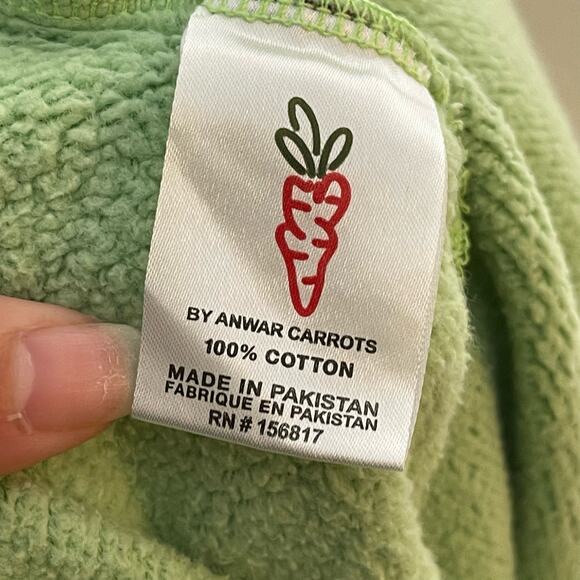 BY ANWAR CARROTS
100% COTTON
MADE IN PAKISTAN
FABRIQUE EN PAKISTAN
RN # 156817